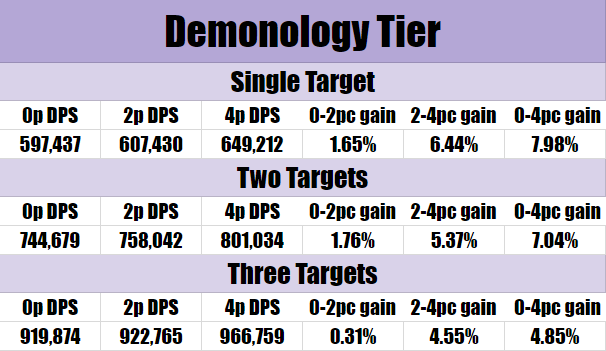 Demonology Tier
Single Target
0p DPS 2p DPS 4p DPS 0-2pc gain 2-4pc gain 0-4pc gain
597,437 607,430 649,212 1.65% 6.44% 7.98%
Two Targets
0p DPS 2p DPS 4p DPS 0-2pc gain 2-4pc gain 0-4pc gain
744,679 758,042 801,034 1.76% 5.37% 7.04%
Three Targets
0p DPS 2p DPS 4p DPS 0-2pc gain 2-4pc gain 0-4pc gain
919,874 922,765 966,759 0.31% 4.55% 4.85%